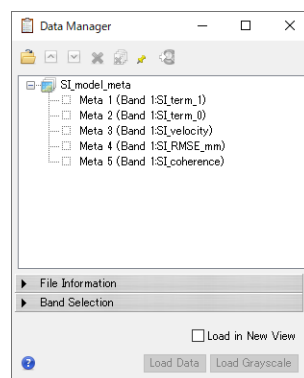 Data Manager
SI_model_meta
Meta 1 (Band 1:SI_term_1)
Meta 2 (Band 1:SI_term_0)
Meta 3 (Band 1:SI_velocity)
Meta 4 (Band 1:SI_RMSE_mm)
Meta 5 (Band 1:SI_coherence)
File Information
Band Selection
Load in New View
Load Data Load Grayscale